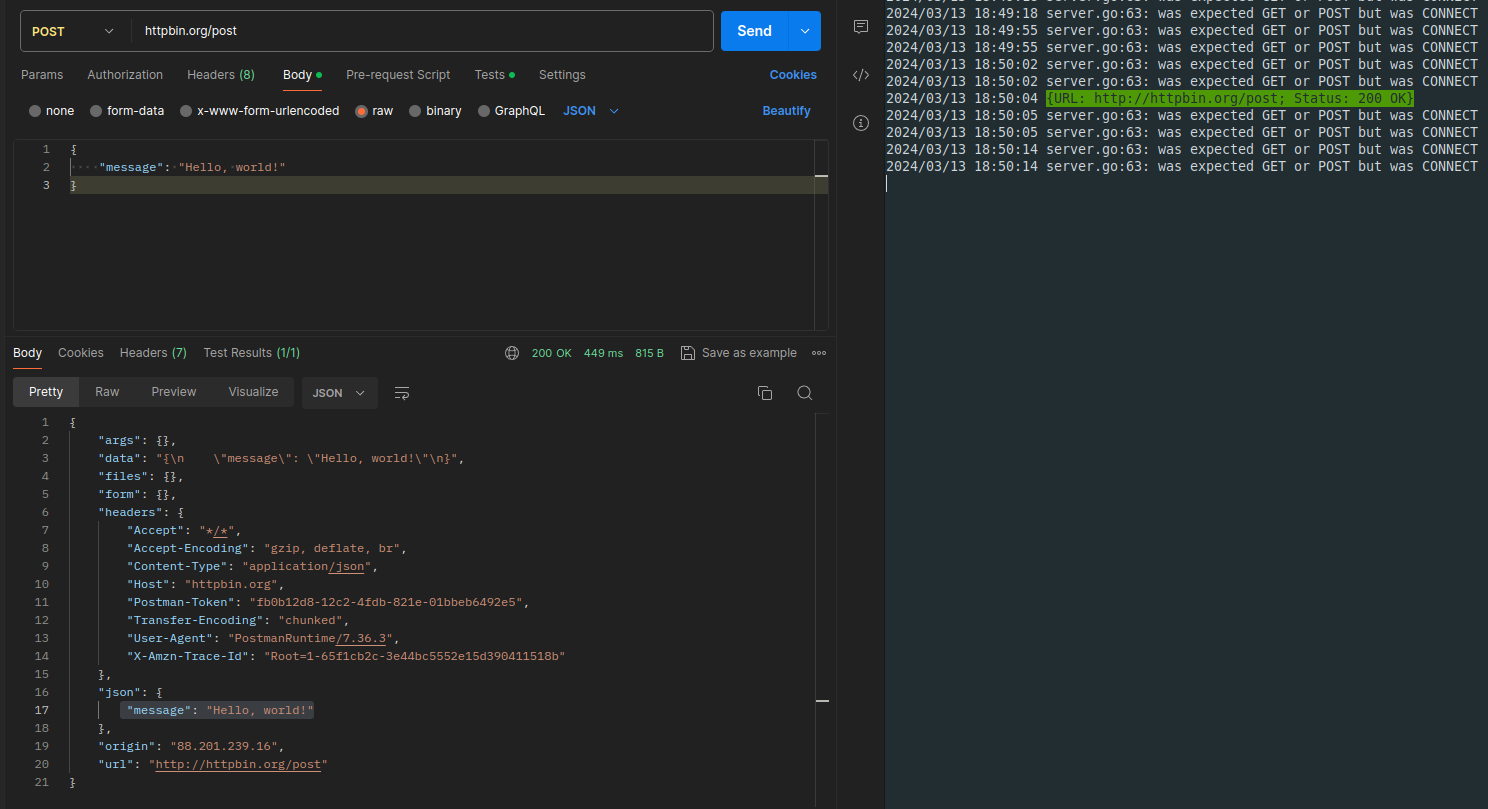 POST
httpbin.org/post
Send
Params Authorization Headers (8) Body Pre-request Script Tests Settings Cookies
none form-data x-www-form-urlencoded raw binary GraphQL JSON Beautify
1 {
2 ····"message":·"Hello,·world!"
3 }
Body Cookies Headers (7) Test Results (1/1) 200 OK 449 ms 815 B Save as example
Pretty Raw Preview Visualize JSON
1 {
2 "args": {},
3 "data": "{\n    \"message\": \"Hello, world!\"\n}",
4 "files": {},
5 "form": {},
6 "headers": {
7 "Accept": "*/*",
8 "Accept-Encoding": "gzip, deflate, br",
9 "Content-Type": "application/json",
10 "Host": "httpbin.org",
11 "Postman-Token": "fb0b12d8-12c2-4fdb-821e-01bbeb6492e5",
12 "Transfer-Encoding": "chunked",
13 "User-Agent": "PostmanRuntime/7.36.3",
14 "X-Amzn-Trace-Id": "Root=1-65f1cb2c-3e44bc5552e15d390411518b"
15 },
16 "json": {
17 "message": "Hello, world!"
18 },
19 "origin": "88.201.239.16",
20 "url": "http://httpbin.org/post"
21 }
2024/03/13 18:49:18 server.go:63: was expected GET or POST but was CONNECT
2024/03/13 18:49:55 server.go:63: was expected GET or POST but was CONNECT
2024/03/13 18:49:55 server.go:63: was expected GET or POST but was CONNECT
2024/03/13 18:50:02 server.go:63: was expected GET or POST but was CONNECT
2024/03/13 18:50:02 server.go:63: was expected GET or POST but was CONNECT
2024/03/13 18:50:04 {URL: http://httpbin.org/post; Status: 200 OK}
2024/03/13 18:50:05 server.go:63: was expected GET or POST but was CONNECT
2024/03/13 18:50:05 server.go:63: was expected GET or POST but was CONNECT
2024/03/13 18:50:14 server.go:63: was expected GET or POST but was CONNECT
2024/03/13 18:50:14 server.go:63: was expected GET or POST but was CONNECT